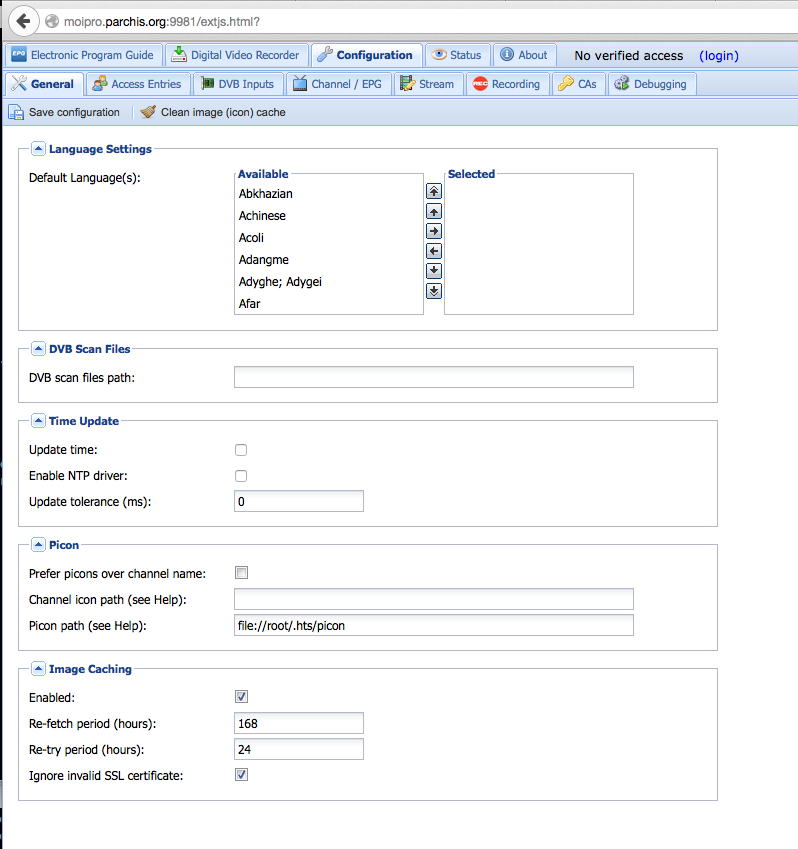 moipro.parchis.org:9981/extjs.html?
EPG Electronic Program Guide Digital Video Recorder Configuration Status About No verified access (login)
General Access Entries DVB Inputs Channel / EPG Stream REC Recording CAs Debugging
Save configuration Clean image (icon) cache
Language Settings
Default Language(s): Available Selected
Abkhazian
Achinese
Acoli
Adangme
Adyghe; Adygei
Afar
DVB Scan Files
DVB scan files path:
Time Update
Update time:
Enable NTP driver:
Update tolerance (ms): 0
Picon
Prefer picons over channel name:
Channel icon path (see Help):
Picon path (see Help): file://root/.hts/picon
Image Caching
Enabled:
Re-fetch period (hours): 168
Re-try period (hours): 24
Ignore invalid SSL certificate: